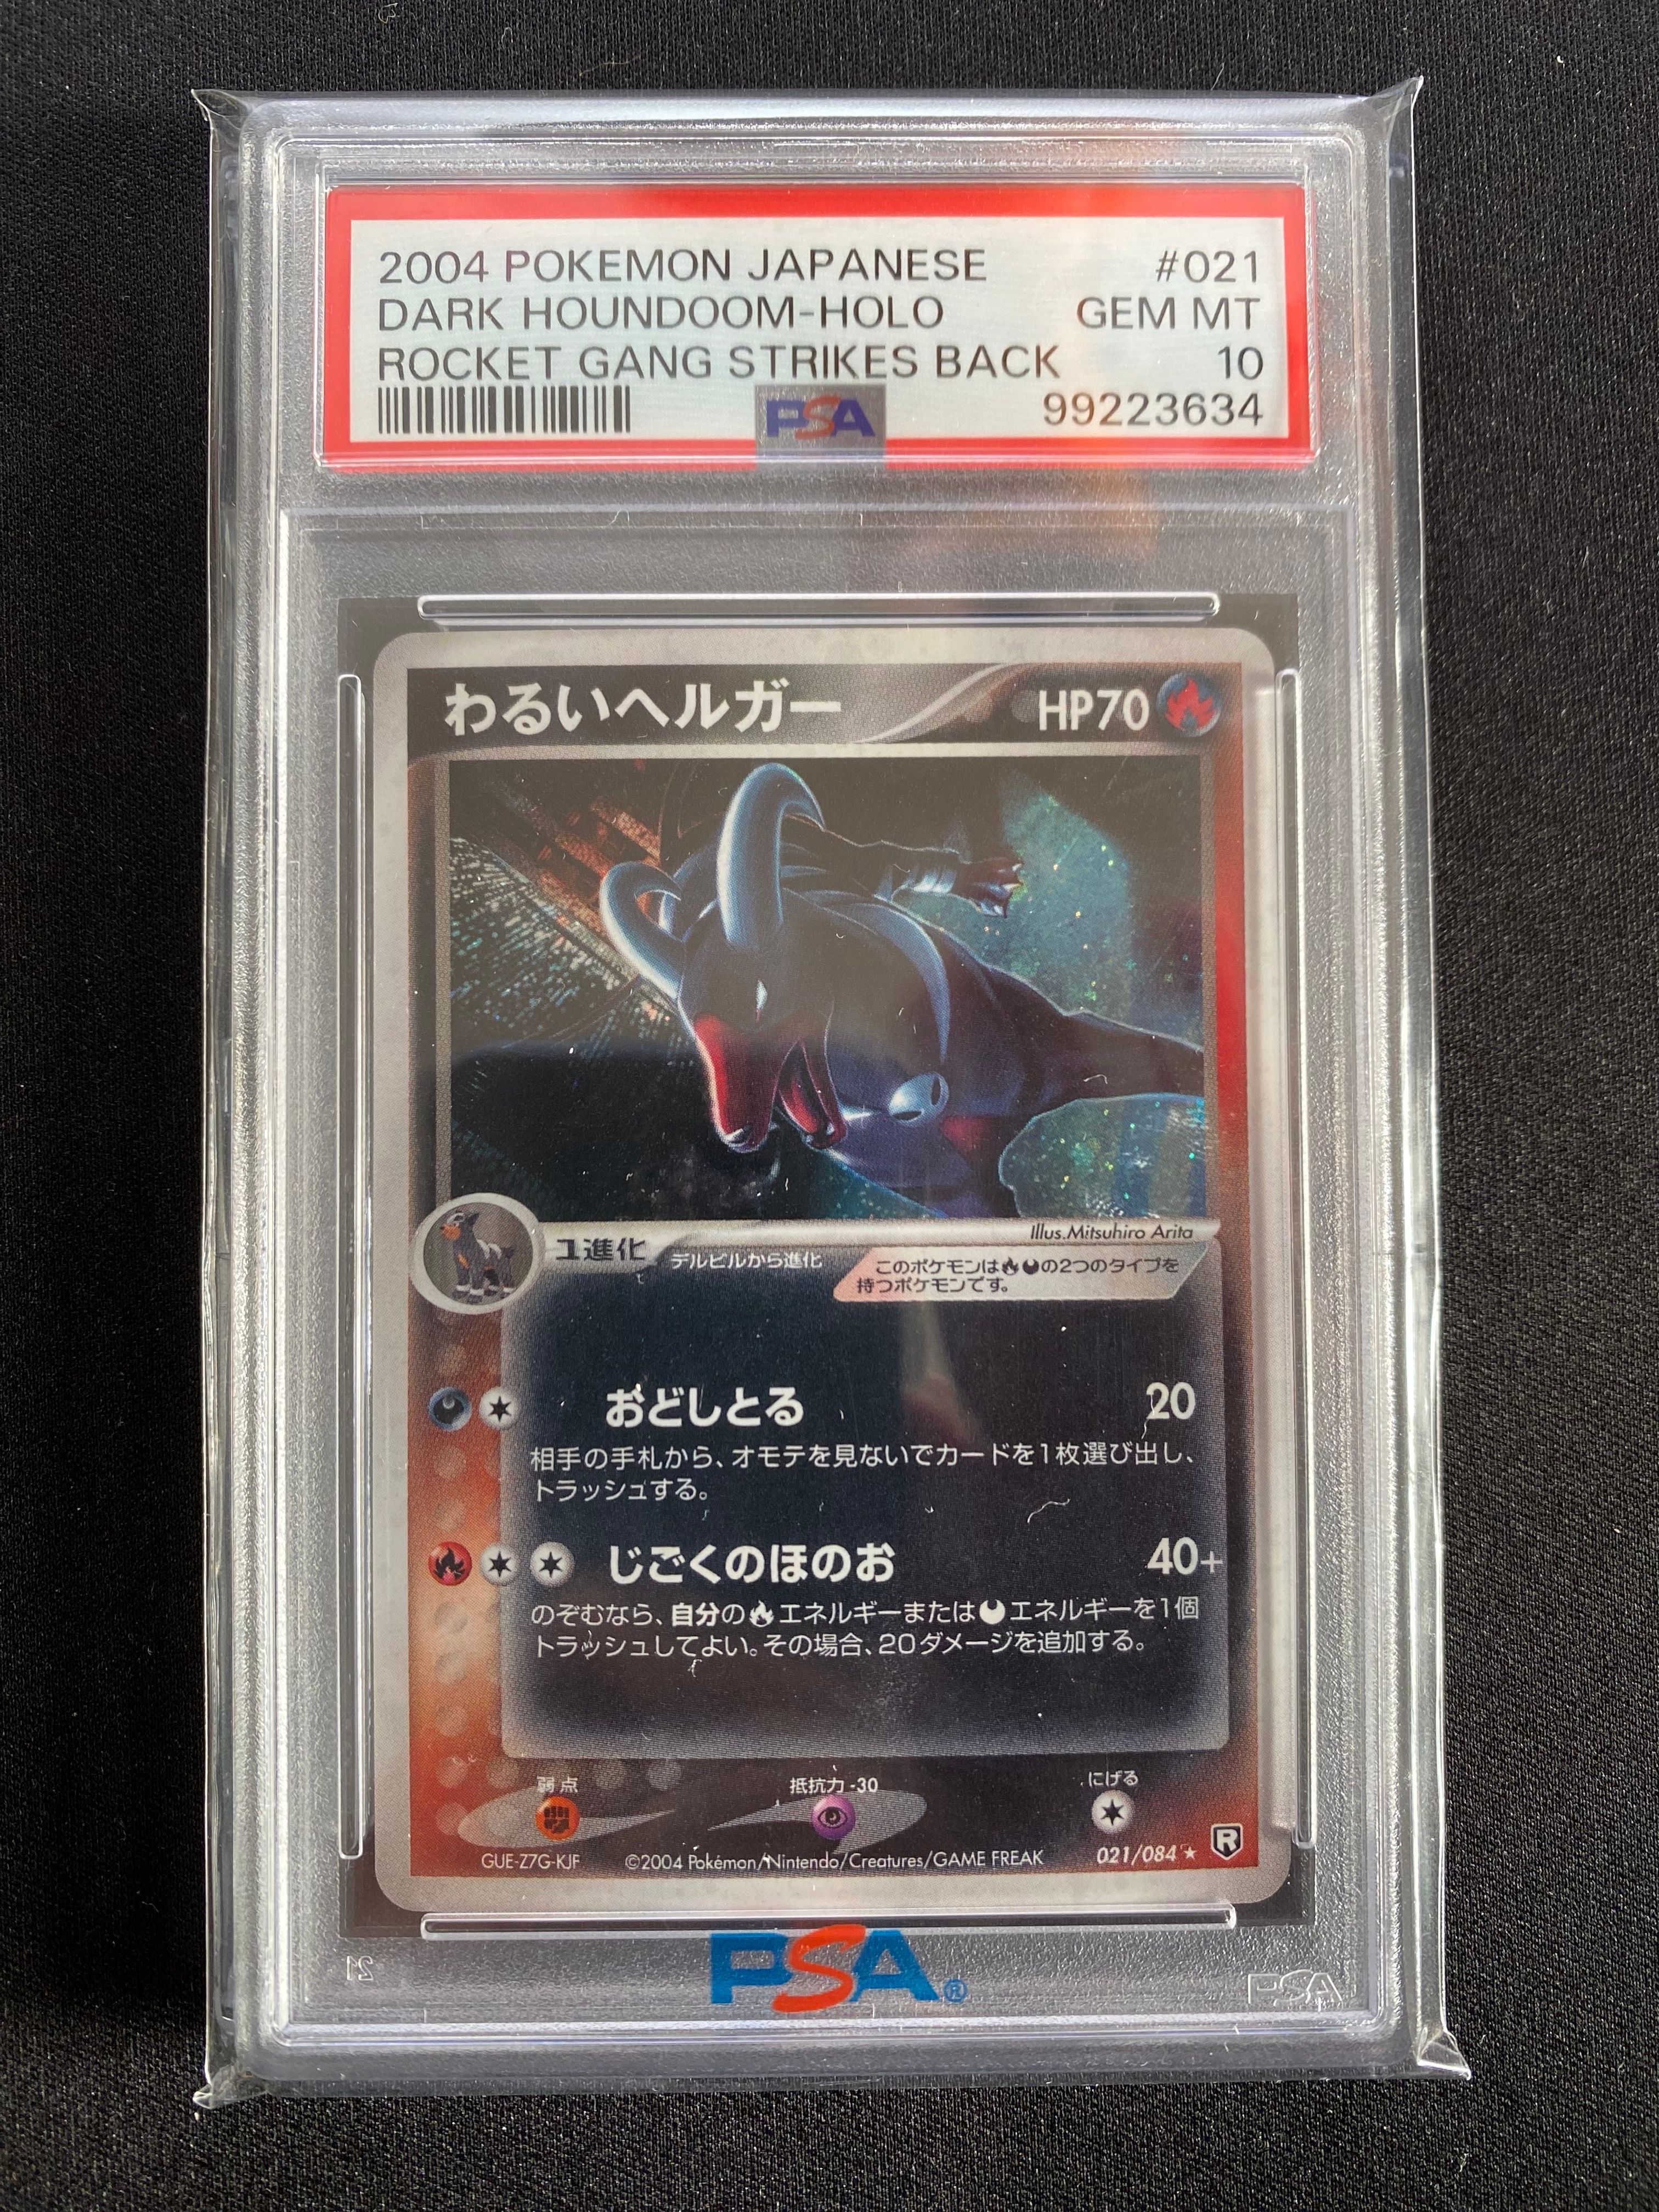 2004 POKEMON JAPANESE #021
DARK HOUNDOOM-HOLO GEM MT
ROCKET GANG STRIKES BACK 10
PSA 99223634
わるいヘルガー HP70
Illus.Mitsuhiro Arita
1進化 デルビルから進化
このポケモンは の2つのタイプを
持つポケモンです。
おどしとる 20
相手の手札から、オモテを見ないでカードを1枚選び出し、
トラッシュする。
じごくのほのお 40+
のぞむなら、自分の エネルギーまたは エネルギーを1個
トラッシュしてよい。その場合、20ダメージを追加する。
弱点 抵抗力 -30 にげる
GUE-Z7G-KJF ©2004 Pokémon/Nintendo/Creatures/GAME FREAK 021/084 ★ R
PSA®
PSA